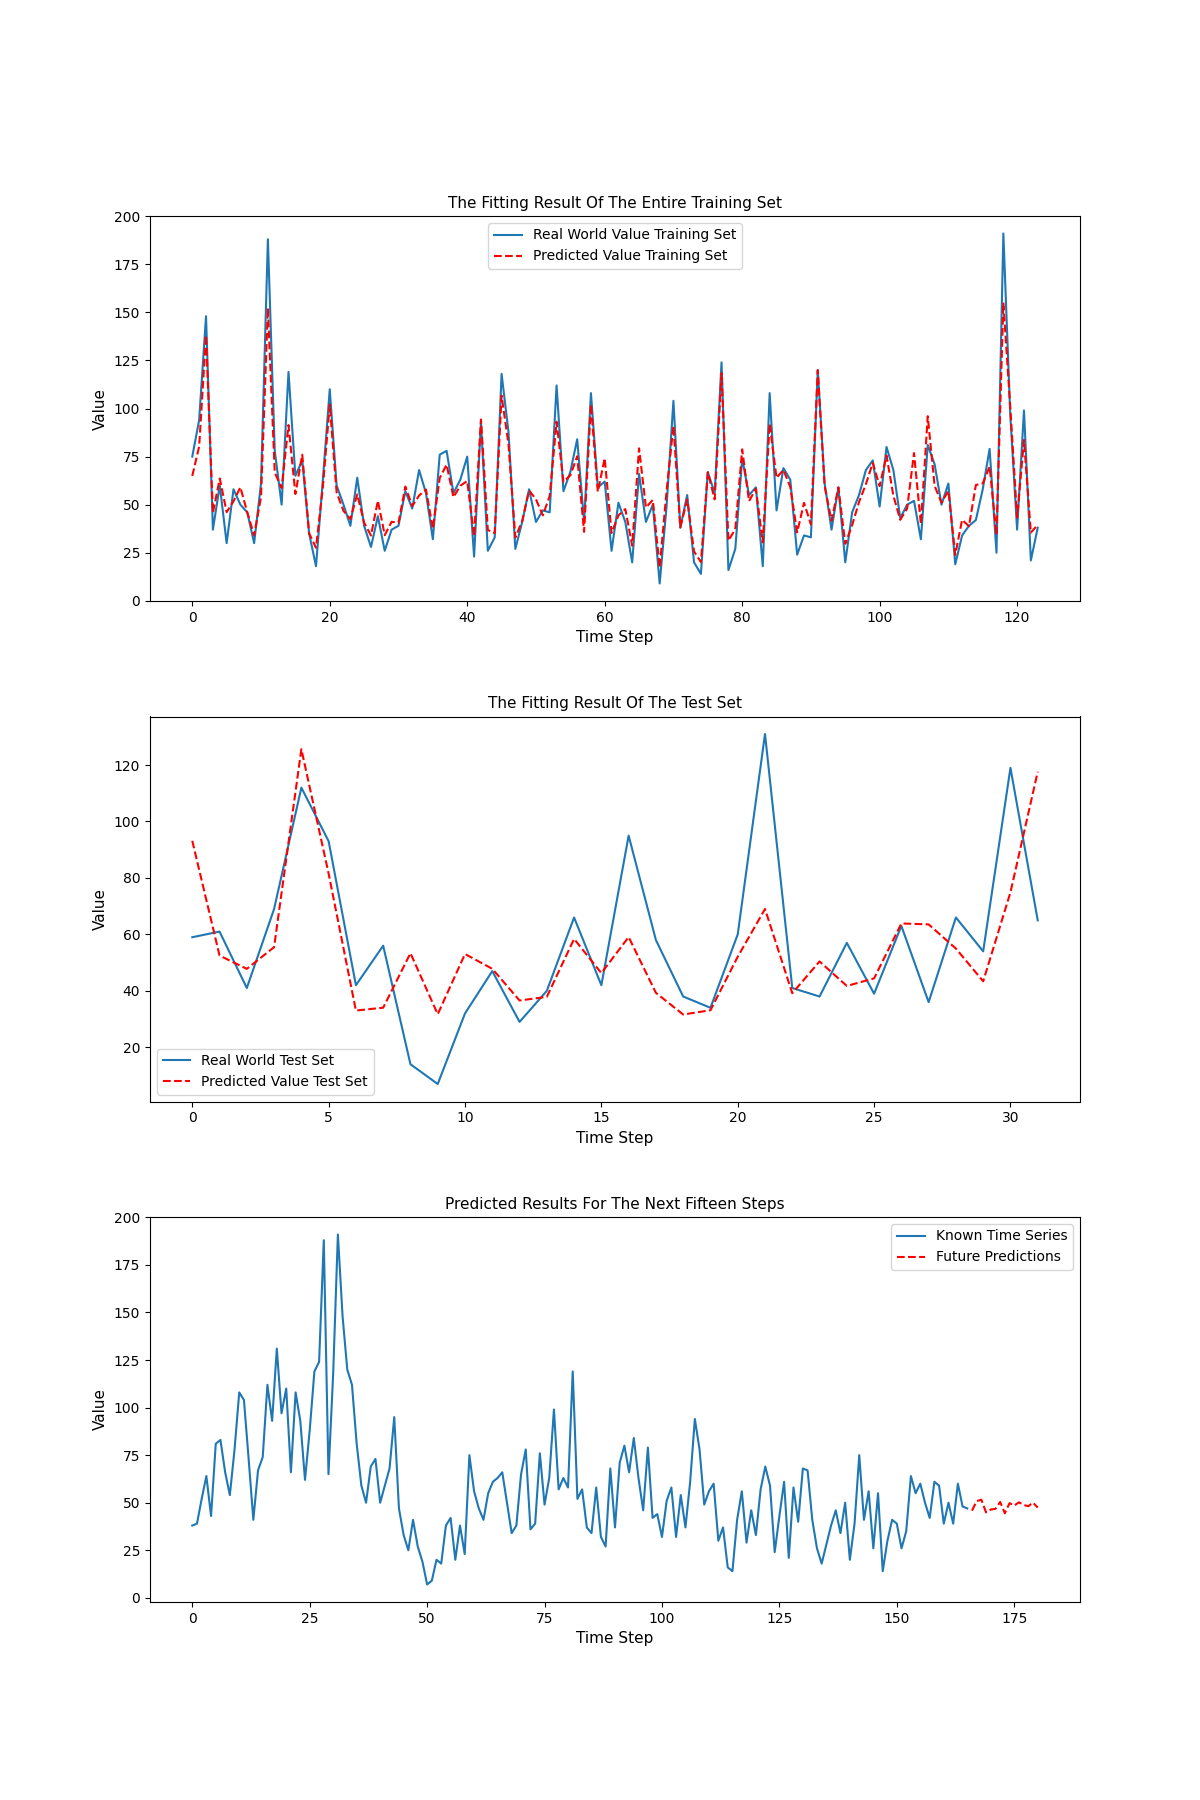 The Fitting Result Of The Entire Training Set
200
175
150
125
100
75
50
25
0
Value
Real World Value Training Set
Predicted Value Training Set
0 20 40 60 80 100 120
Time Step
The Fitting Result Of The Test Set
120
100
80
60
40
20
Value
Real World Test Set
Predicted Value Test Set
0 5 10 15 20 25 30
Time Step
Predicted Results For The Next Fifteen Steps
200
175
150
125
100
75
50
25
0
Value
Known Time Series
Future Predictions
0 25 50 75 100 125 150 175
Time Step